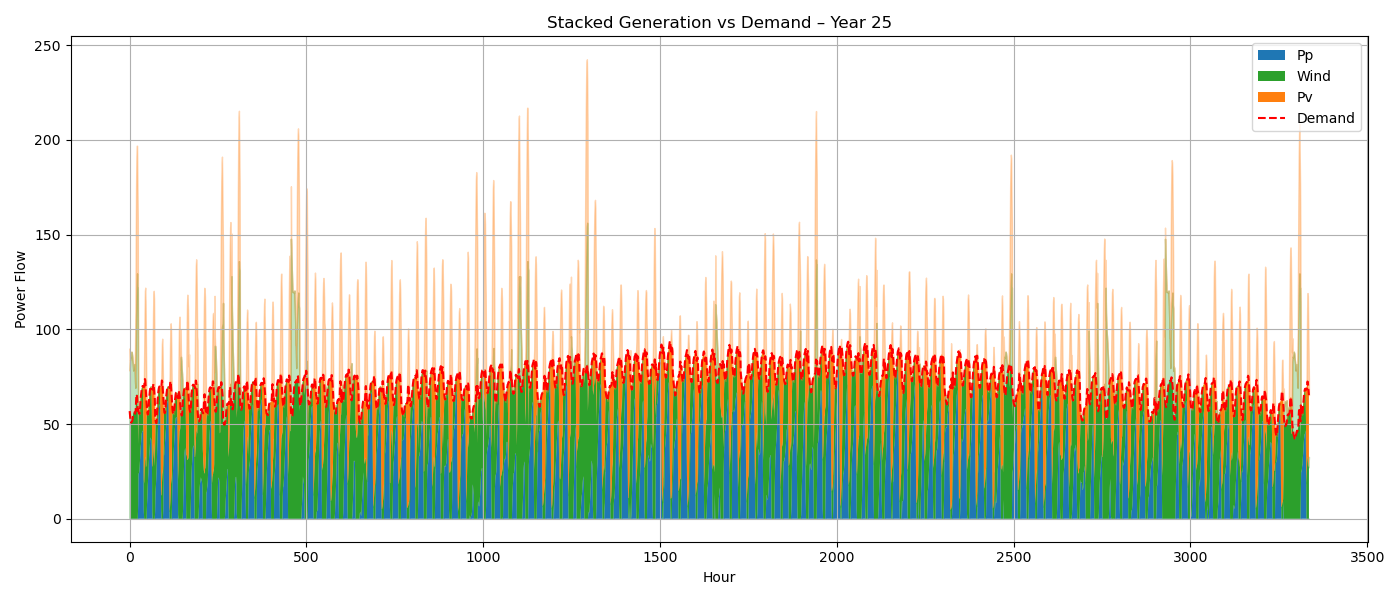 Stacked Generation vs Demand – Year 25
250
200
150
100
50
0
Power Flow
Pp
Wind
Pv
Demand
0 500 1000 1500 2000 2500 3000 3500
Hour